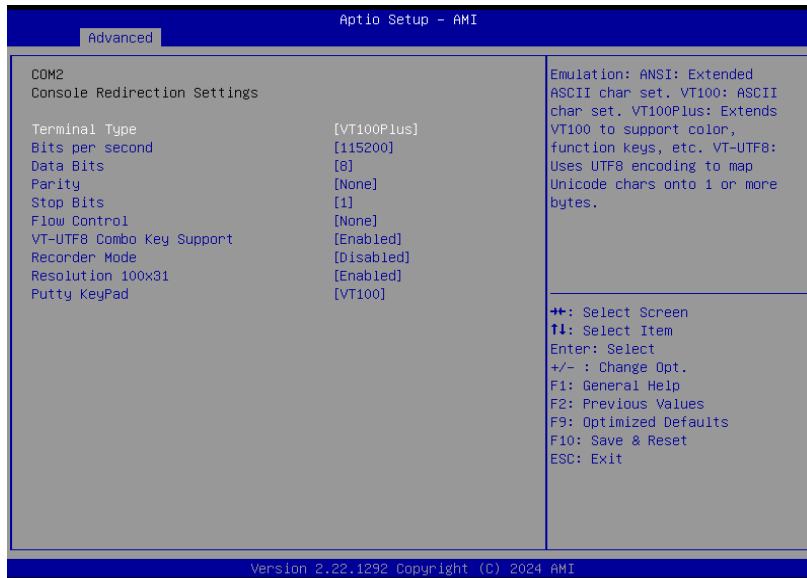 Aptio Setup – AMI
Advanced
COM2
Console Redirection Settings
Terminal Type [VT100Plus]
Bits per second [115200]
Data Bits [8]
Parity [None]
Stop Bits [1]
Flow Control [None]
VT-UTF8 Combo Key Support [Enabled]
Recorder Mode [Disabled]
Resolution 100x31 [Enabled]
Putty KeyPad [VT100]
Emulation: ANSI: Extended
ASCII char set. VT100: ASCII
char set. VT100Plus: Extends
VT100 to support color,
function keys, etc. VT-UTF8:
Uses UTF8 encoding to map
Unicode chars onto 1 or more
bytes.
→←: Select Screen
↑↓: Select Item
Enter: Select
+/- : Change Opt.
F1: General Help
F2: Previous Values
F9: Optimized Defaults
F10: Save & Reset
ESC: Exit
Version 2.22.1292 Copyright (C) 2024 AMI